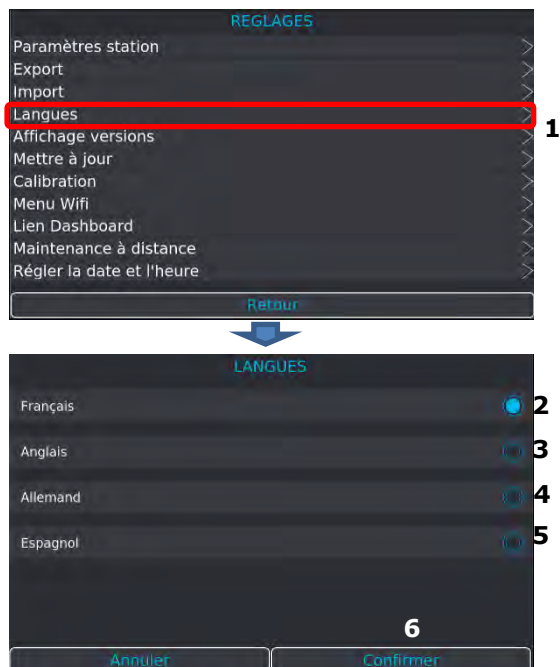 REGLAGES
Paramètres station >
Export >
Import >
Langues > 1
Affichage versions >
Mettre à jour >
Calibration >
Menu Wifi >
Lien Dashboard >
Maintenance à distance >
Régler la date et l'heure >
Retour
LANGUES
Français 2
Anglais 3
Allemand 4
Espagnol 5
6
Annuler Confirmer